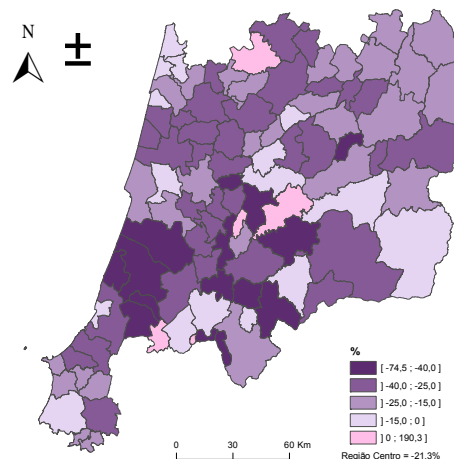 N
%
[ -74,5 ; -40,0 ]
[ -40,0 ; -25,0 ]
[ -25,0 ; -15,0 ]
[ -15,0 ; 0 ]
] 0 ; 190,3 ]
0 30 60 Km
Região Centro = -21,3%